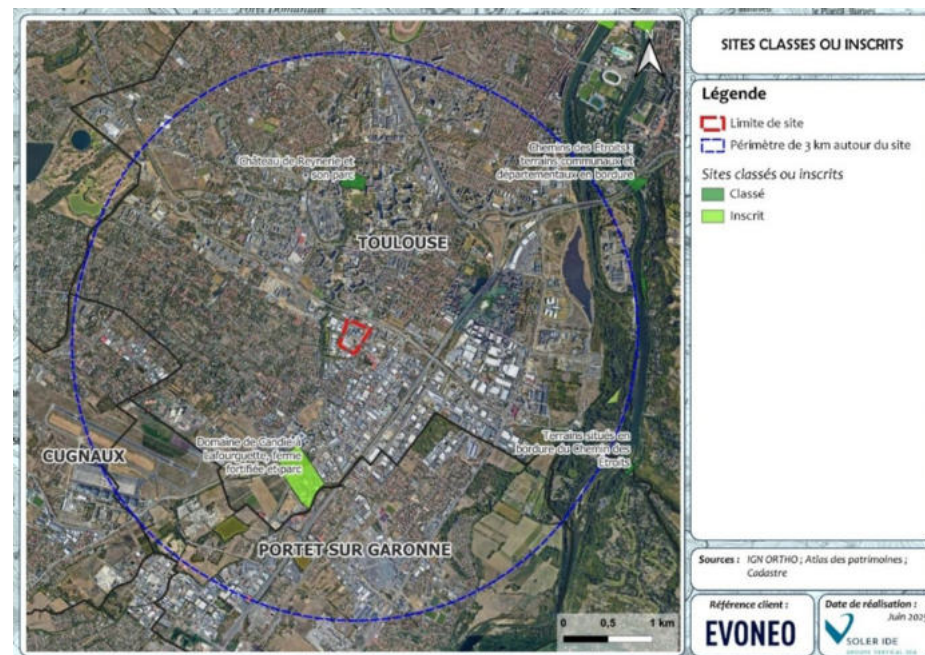 SITES CLASSES OU INSCRITS
Légende
Limite de site
Périmètre de 3 km autour du site
Sites classés ou inscrits
Classé
Inscrit
Château de Reynerie et
son parc
Chemins des Etroits :
terrains communaux et
départementaux en bordure
TOULOUSE
Domaine de Candie à
Lafourguette, ferme
fortifiée et parc
CUGNAUX
Terrains situés en
bordure du Chemin des
Etroits
PORTET SUR GARONNE
0 0,5 1 km
Sources : IGN ORTHO ; Atlas des patrimoines ;
Cadastre
Référence client :
EVONEO
Date de réalisation :
Juin 2025
SOLER IDE